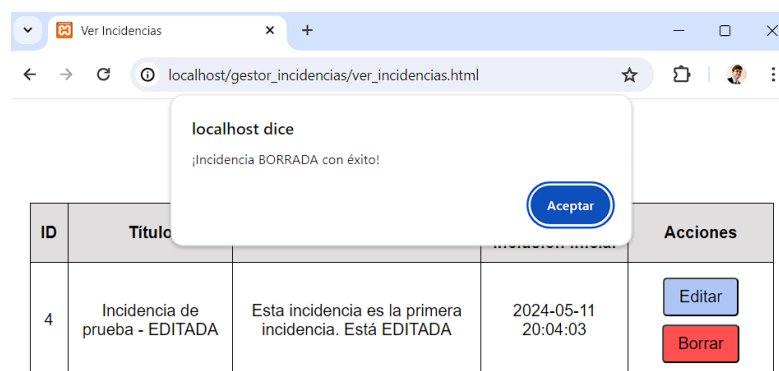 Ver Incidencias
localhost/gestor_incidencias/ver_incidencias.html
localhost dice
¡Incidencia BORRADA con éxito!
Aceptar
ID Título Acciones
4
Incidencia de
prueba - EDITADA
Esta incidencia es la primera
incidencia. Está EDITADA
2024-05-11
20:04:03
Editar
Borrar